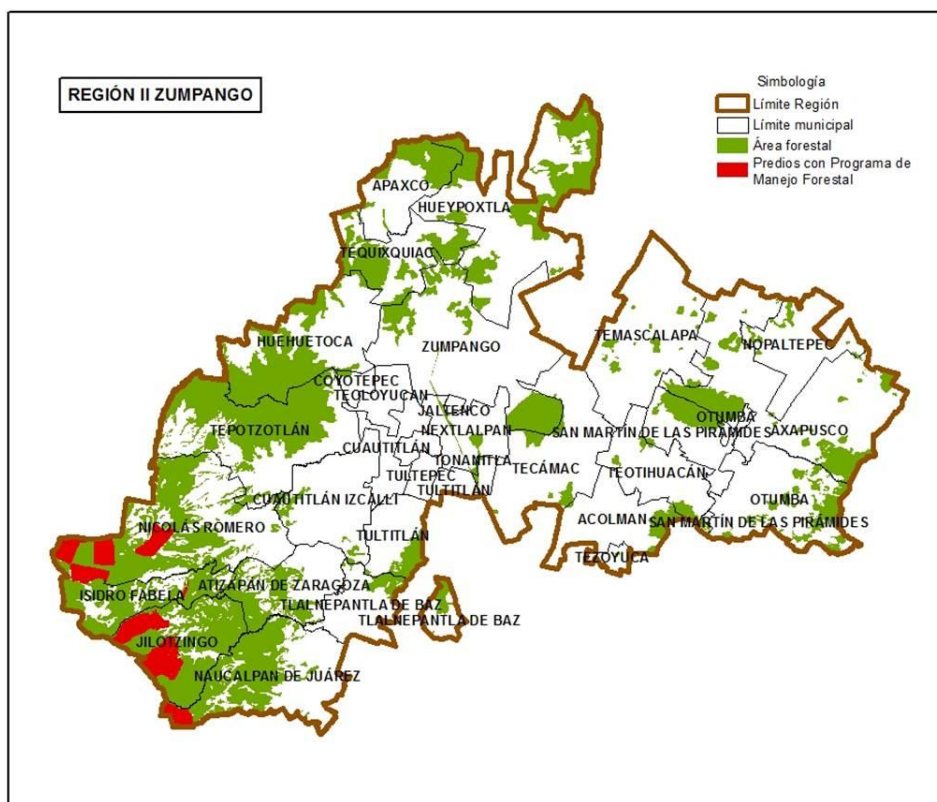 REGIÓN II ZUMPANGO
Simbología
Límite Región
Límite municipal
Área forestal
Predios con Programa de
Manejo Forestal
APAXCO
HUEYPOXTLA
TEQUIXQUIAC
HUEHUETOCA
ZUMPANGO
TEMASCALAPA
NOPALTEPEC
COYOTEPEC
TEOLOYUCAN
JALTENCO
TEPOTZOTLÁN
NEXTLALPAN
OTUMBA
SAN MARTÍN DE LAS PIRÁMIDES
AXAPUSCO
CUAUTITLÁN
TONANITLA
TULTEPEC
TECÁMAC
TEOTIHUACÁN
TULTITLÁN
CUAUTITLÁN IZCALLI
OTUMBA
NICOLÁS ROMERO
ACOLMAN
SAN MARTÍN DE LAS PIRÁMIDES
TULTITLÁN
TEZOYUCA
ATIZAPÁN DE ZARAGOZA
ISIDRO FABELA
TLALNEPANTLA DE BAZ
TLALNEPANTLA DE BAZ
JILOTZINGO
NAUCALPAN DE JUÁREZ